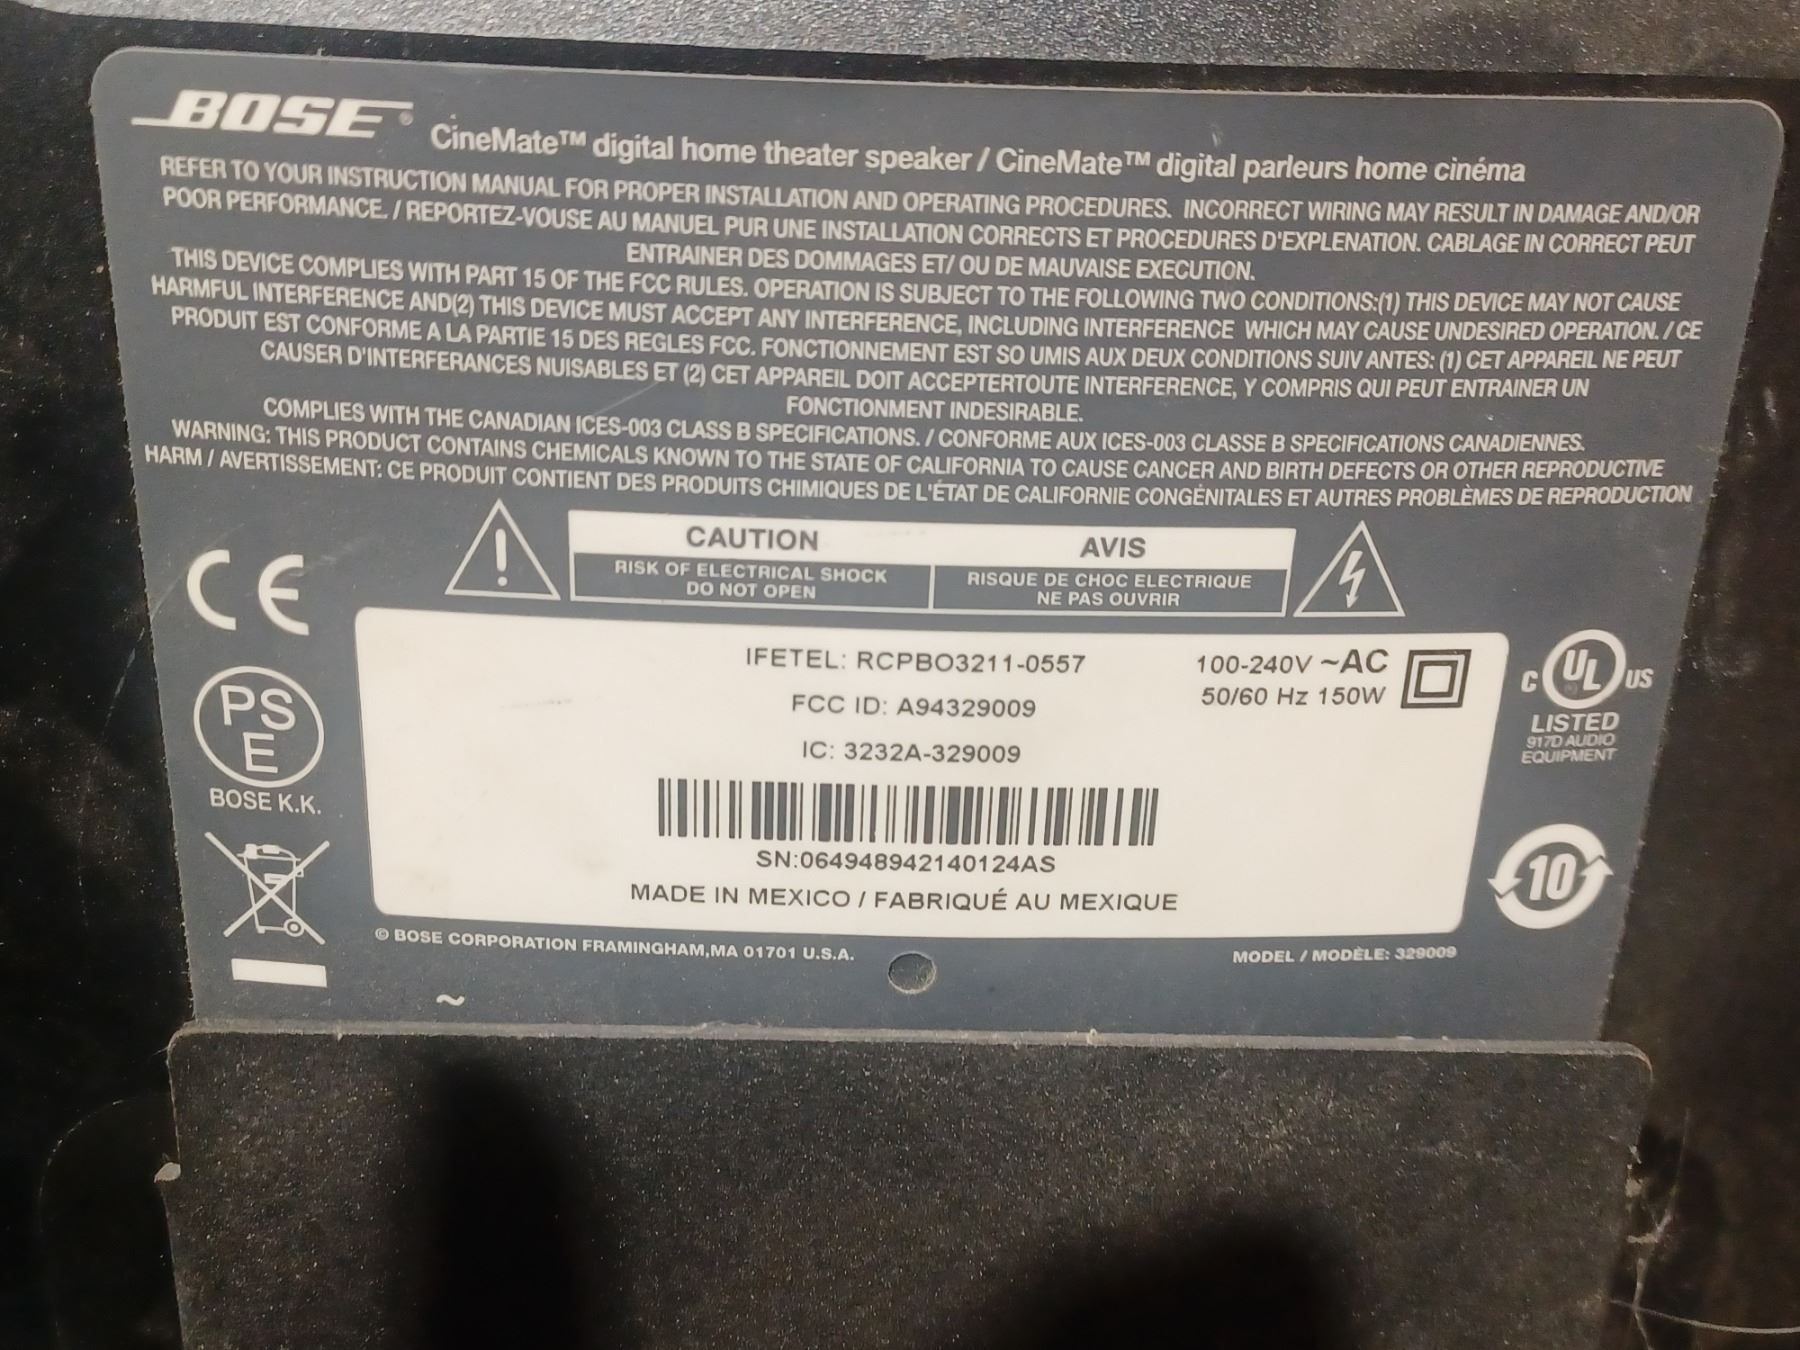 BOSE®
CineMate™ digital home theater speaker / CineMate™ digital parleurs home cinéma
REFER TO YOUR INSTRUCTION MANUAL FOR PROPER INSTALLATION AND OPERATING PROCEDURES. INCORRECT WIRING MAY RESULT IN DAMAGE AND/OR
POOR PERFORMANCE. / REPORTEZ-VOUSE AU MANUEL PUR UNE INSTALLATION CORRECTS ET PROCEDURES D'EXPLENATION. CABLAGE IN CORRECT PEUT
ENTRAINER DES DOMMAGES ET/ OU DE MAUVAISE EXECUTION.
THIS DEVICE COMPLIES WITH PART 15 OF THE FCC RULES. OPERATION IS SUBJECT TO THE FOLLOWING TWO CONDITIONS:(1) THIS DEVICE MAY NOT CAUSE
HARMFUL INTERFERENCE AND(2) THIS DEVICE MUST ACCEPT ANY INTERFERENCE, INCLUDING INTERFERENCE WHICH MAY CAUSE UNDESIRED OPERATION. / CE
PRODUIT EST CONFORME A LA PARTIE 15 DES REGLES FCC. FONCTIONNEMENT EST SO UMIS AUX DEUX CONDITIONS SUIV ANTES: (1) CET APPAREIL NE PEUT
CAUSER D'INTERFERANCES NUISABLES ET (2) CET APPAREIL DOIT ACCEPTERTOUTE INTERFERENCE, Y COMPRIS QUI PEUT ENTRAINER UN
FONCTIONMENT INDESIRABLE.
COMPLIES WITH THE CANADIAN ICES-003 CLASS B SPECIFICATIONS. / CONFORME AUX ICES-003 CLASSE B SPECIFICATIONS CANADIENNES.
WARNING: THIS PRODUCT CONTAINS CHEMICALS KNOWN TO THE STATE OF CALIFORNIA TO CAUSE CANCER AND BIRTH DEFECTS OR OTHER REPRODUCTIVE
HARM / AVERTISSEMENT: CE PRODUIT CONTIENT DES PRODUITS CHIMIQUES DE L'ÉTAT DE CALIFORNIE CONGÉNITALES ET AUTRES PROBLÈMES DE REPRODUCTION
CAUTION
RISK OF ELECTRICAL SHOCK
DO NOT OPEN
AVIS
RISQUE DE CHOC ELECTRIQUE
NE PAS OUVRIR
CE
PS
E
BOSE K.K.
IFETEL: RCPBO3211-0557
FCC ID: A94329009
IC: 3232A-329009
100-240V ~AC
50/60 Hz 150W
SN:064948942140124AS
MADE IN MEXICO / FABRIQUÉ AU MEXIQUE
C UL US
LISTED
917D AUDIO
EQUIPMENT
10
© BOSE CORPORATION FRAMINGHAM,MA 01701 U.S.A.
MODEL / MODÈLE: 329009
~